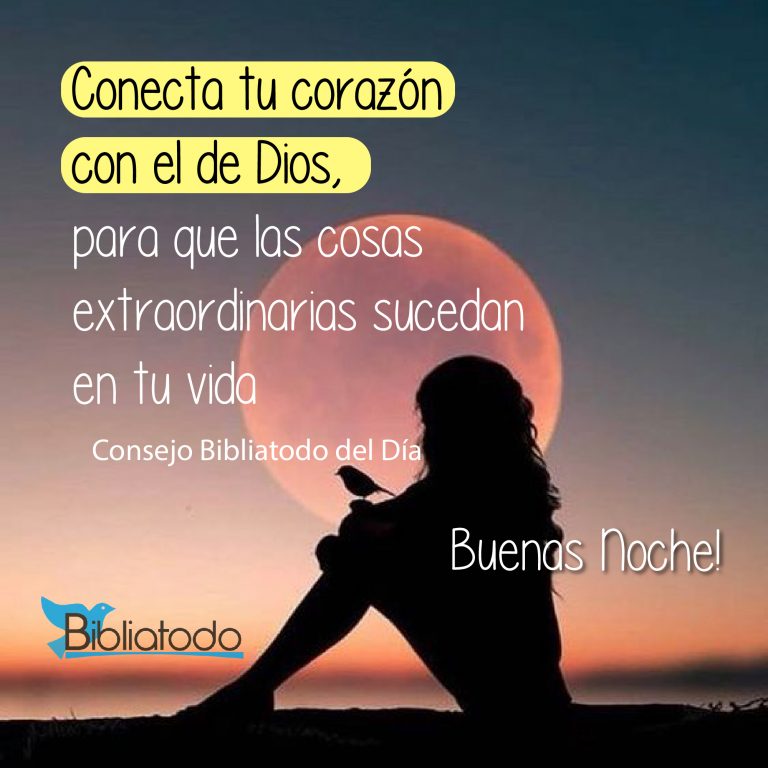 Conecta tu corazón
con el de Dios,
para que las cosas
extraordinarias sucedan
en tu vida
Consejo Bibliatodo del Día
Buenas Noche!
Bibliatodo